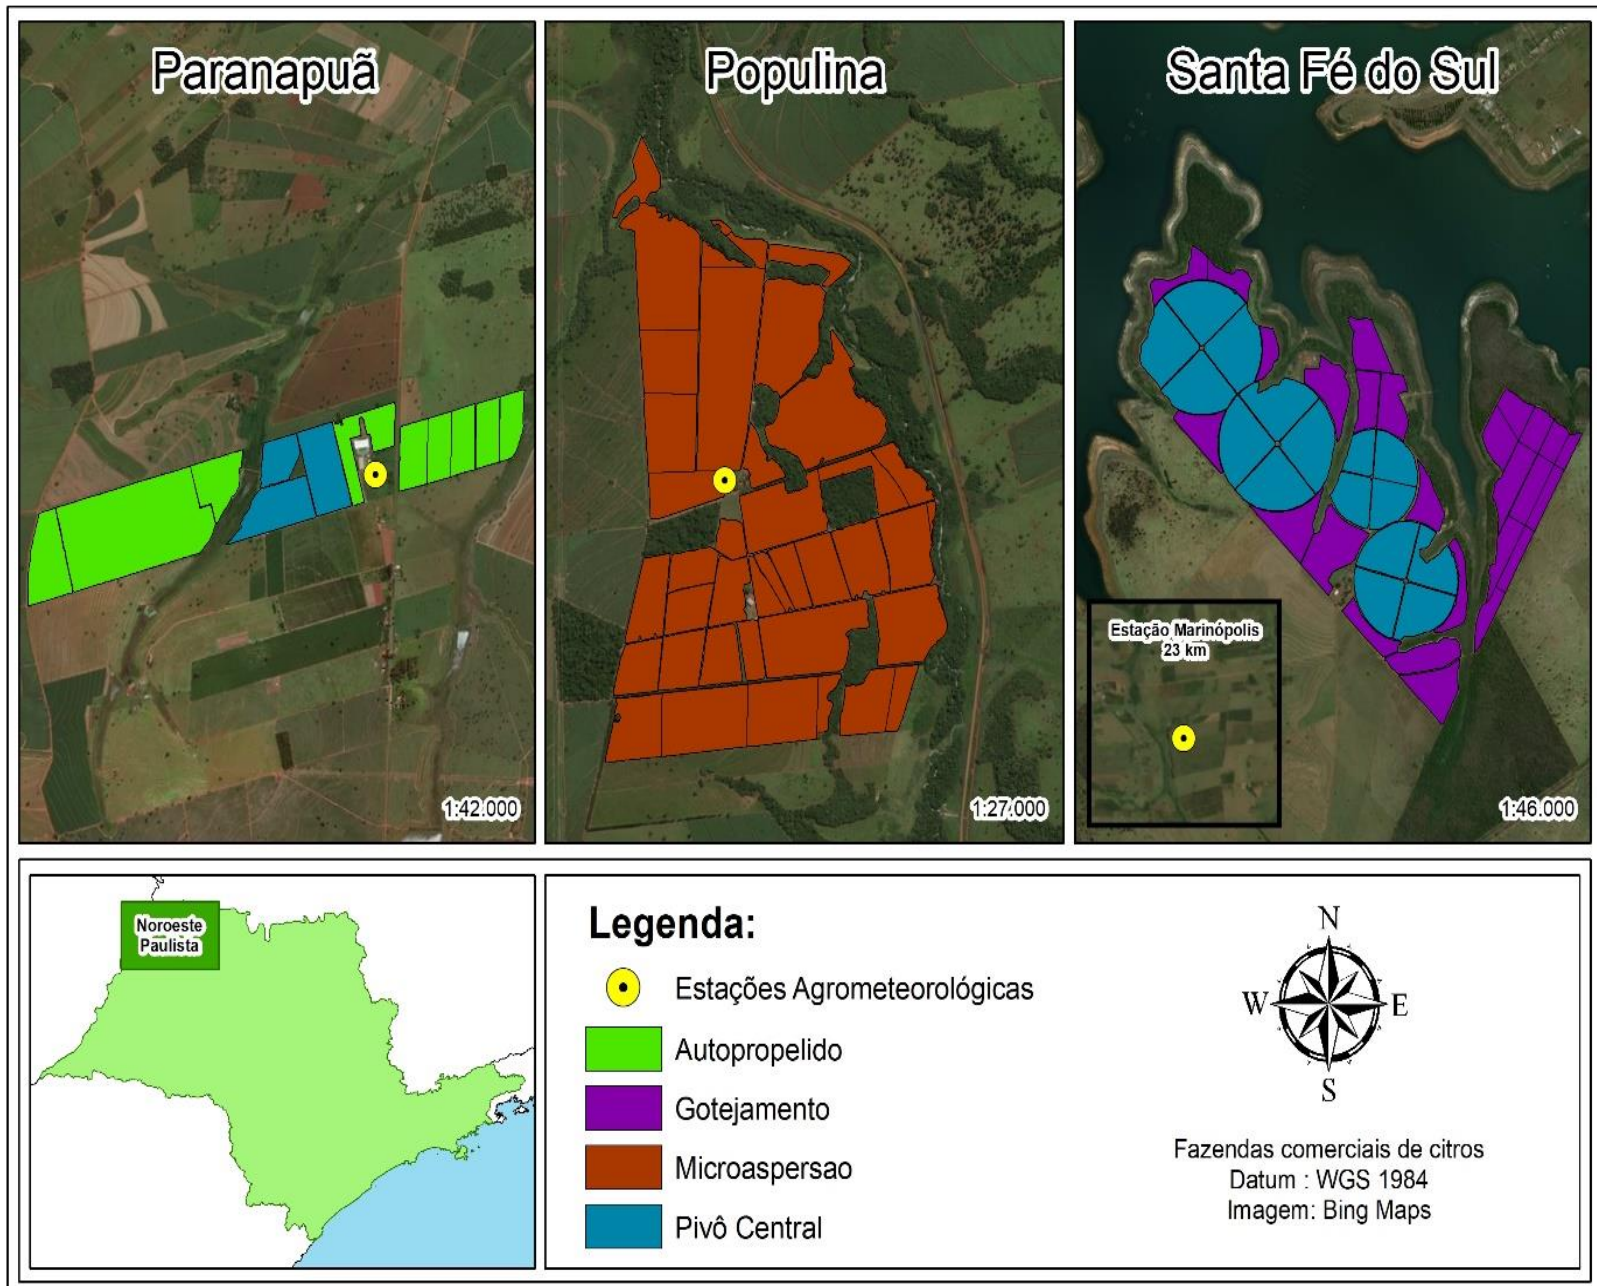 Paranapuã
1:42.000
Populina
1:27.000
Santa Fé do Sul
Estação Marinópolis
23 km
1:46.000
Noroeste
Paulista
Legenda:
Estações Agrometeorológicas
Autopropelido
Gotejamento
Microaspersao
Pivô Central
N
W
E
S
Fazendas comerciais de citros
Datum : WGS 1984
Imagem: Bing Maps